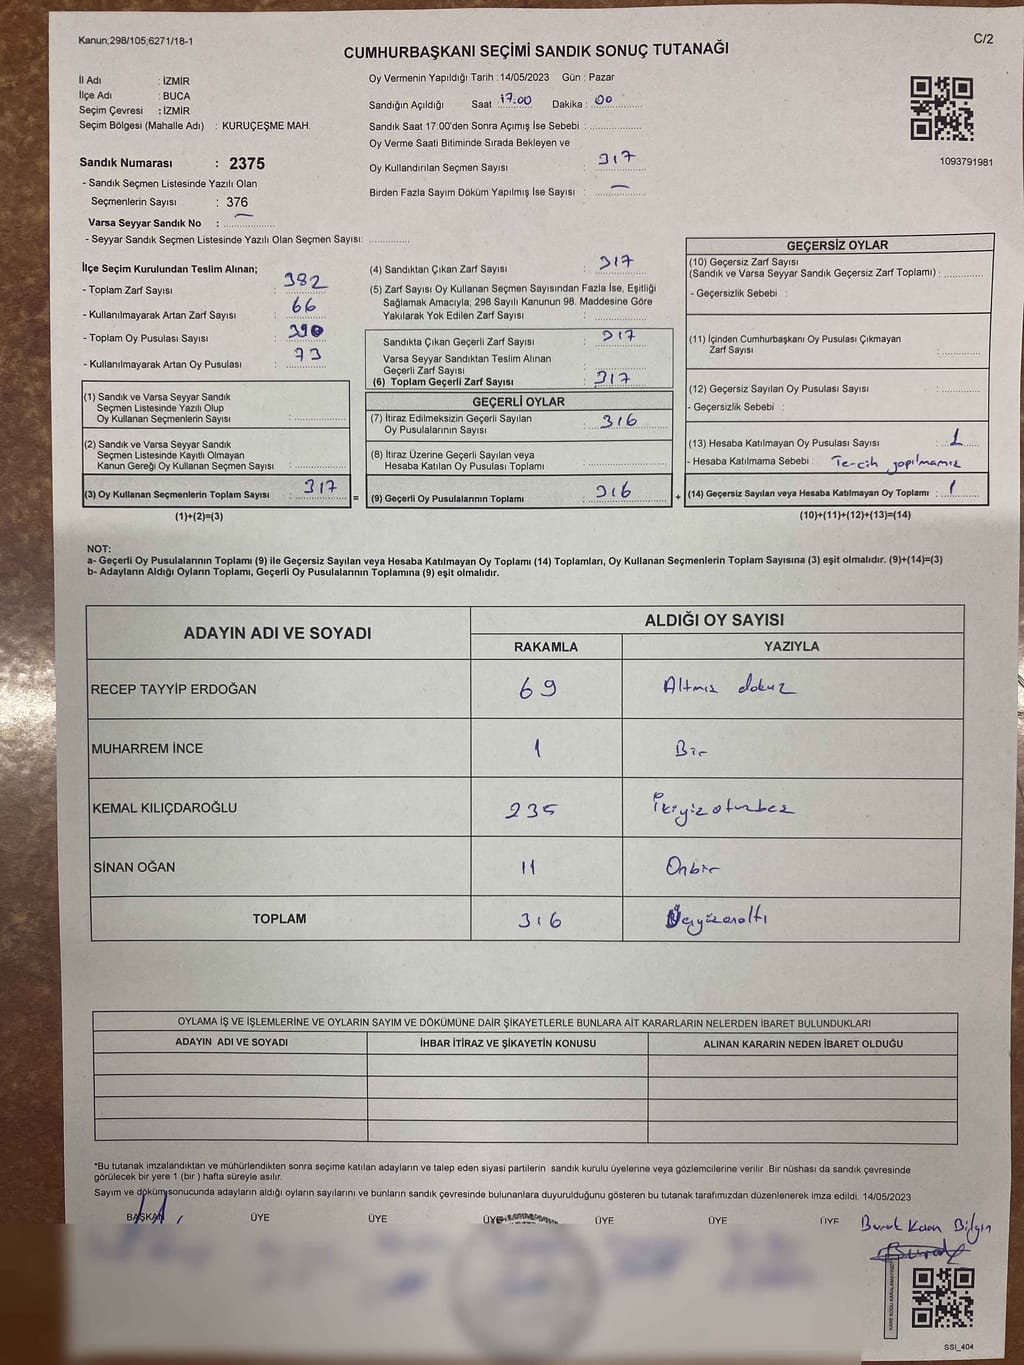 Kanun;298/105;6271/18-1
C/2
CUMHURBAŞKANI SEÇİMİ SANDIK SONUÇ TUTANAĞI
İl Adı : İZMİR
İlçe Adı : BUCA
Seçim Çevresi : İZMİR
Seçim Bölgesi (Mahalle Adı) : KURUÇEŞME MAH.
Sandık Numarası : 2375
- Sandık Seçmen Listesinde Yazılı Olan
Seçmenlerin Sayısı : 376
Varsa Seyyar Sandık No : —
- Seyyar Sandık Seçmen Listesinde Yazılı Olan Seçmen Sayısı:
Oy Vermenin Yapıldığı Tarih : 14/05/2023 Gün : Pazar
Sandığın Açıldığı Saat 17:00 Dakika : 00
Sandık Saat 17:00'den Sonra Açımış İse Sebebi :
Oy Verme Saati Bitiminde Sırada Bekleyen ve
Oy Kullandırılan Seçmen Sayısı : 317
Birden Fazla Sayım Döküm Yapılmış İse Sayısı : —
1093791981
İlçe Seçim Kurulundan Teslim Alınan;
- Toplam Zarf Sayısı : 382
- Kullanılmayarak Artan Zarf Sayısı : 66
- Toplam Oy Pusulası Sayısı : 390
- Kullanılmayarak Artan Oy Pusulası : 73
(1) Sandık ve Varsa Seyyar Sandık
Seçmen Listesinde Yazılı Olup
Oy Kullanan Seçmenlerin Sayısı :
(2) Sandık ve Varsa Seyyar Sandık
Seçmen Listesinde Kayıtlı Olmayan
Kanun Gereği Oy Kullanan Seçmen Sayısı :
(3) Oy Kullanan Seçmenlerin Toplam Sayısı : 317
(1)+(2)=(3)
=
(4) Sandıktan Çıkan Zarf Sayısı : 317
(5) Zarf Sayısı Oy Kullanan Seçmen Sayısından Fazla İse, Eşitliği
Sağlamak Amacıyla; 298 Sayılı Kanunun 98. Maddesine Göre
Yakılarak Yok Edilen Zarf Sayısı :
Sandıkta Çıkan Geçerli Zarf Sayısı : 317
Varsa Seyyar Sandıktan Teslim Alınan
Geçerli Zarf Sayısı :
(6) Toplam Geçerli Zarf Sayısı : 317
GEÇERLİ OYLAR
(7) İtiraz Edilmeksizin Geçerli Sayılan
Oy Pusulalarının Sayısı : 316
(8) İtiraz Üzerine Geçerli Sayılan veya
Hesaba Katılan Oy Pusulası Toplamı :
(9) Geçerli Oy Pusulalarının Toplamı : 316
+
GEÇERSİZ OYLAR
(10) Geçersiz Zarf Sayısı
(Sandık ve Varsa Seyyar Sandık Geçersiz Zarf Toplamı) :
- Geçersizlik Sebebi :
(11) İçinden Cumhurbaşkanı Oy Pusulası Çıkmayan
Zarf Sayısı :
(12) Geçersiz Sayılan Oy Pusulası Sayısı :
- Geçersizlik Sebebi :
(13) Hesaba Katılmayan Oy Pusulası Sayısı : 1
- Hesaba Katılmama Sebebi : Tercih yapılmamış
(14) Geçersiz Sayılan veya Hesaba Katılmayan Oy Toplamı : 1
(10)+(11)+(12)+(13)=(14)
NOT:
a- Geçerli Oy Pusulalarının Toplamı (9) ile Geçersiz Sayılan veya Hesaba Katılmayan Oy Toplamı (14) Toplamları, Oy Kullanan Seçmenlerin Toplam Sayısına (3) eşit olmalıdır. (9)+(14)=(3)
b- Adayların Aldığı Oyların Toplamı, Geçerli Oy Pusulalarının Toplamına (9) eşit olmalıdır.
ADAYIN ADI VE SOYADI ALDIĞI OY SAYISI
RAKAMLA YAZIYLA
RECEP TAYYİP ERDOĞAN 69 Altmış dokuz
MUHARREM İNCE 1 Bir
KEMAL KILIÇDAROĞLU 235 İkiyüzotuzbeş
SİNAN OĞAN 11 Onbir
TOPLAM 316 Üçyüzonaltı
OYLAMA İŞ VE İŞLEMLERİNE VE OYLARIN SAYIM VE DÖKÜMÜNE DAİR ŞİKAYETLERLE BUNLARA AİT KARARLARIN NELERDEN İBARET BULUNDUKLARI
ADAYIN ADI VE SOYADI İHBAR İTİRAZ VE ŞİKAYETİN KONUSU ALINAN KARARIN NEDEN İBARET OLDUĞU
*Bu tutanak imzalandıktan ve mühürlendikten sonra seçime katılan adayların ve talep eden siyasi partilerin sandık kurulu üyelerine veya gözlemcilerine verilir .Bir nüshası da sandık çevresinde
görülecek bir yere 1 (bir ) hafta süreyle asılır.
Sayım ve döküm sonucunda adayların aldığı oyların sayılarını ve bunların sandık çevresinde bulunanlara duyurulduğunu gösteren bu tutanak tarafımızdan düzenlenerek imza edildi. 14/05/2023
BAŞKAN ÜYE ÜYE ÜYE ÜYE ÜYE ÜYE
Burak Kaan Bilgin
Burak
KARE KODU KARALAMAYINIZ
SSI_404